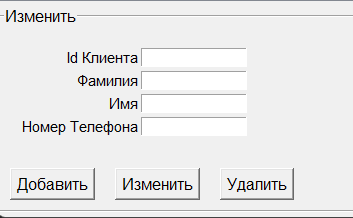 Изменить
Id Клиента
Фамилия
Имя
Номер Телефона
Добавить Изменить Удалить